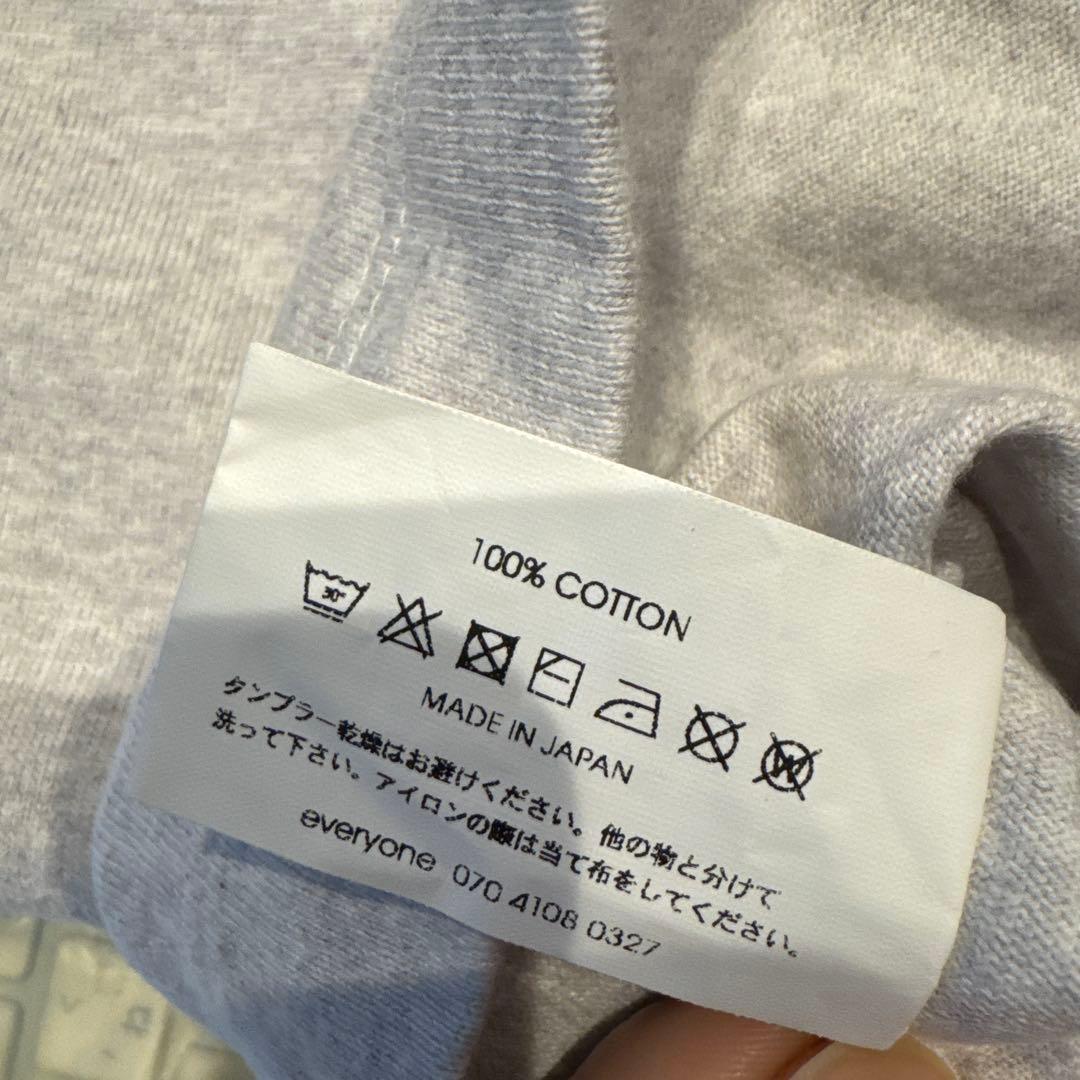 100% COTTON
30°
W
MADE IN JAPAN
タンブラー乾燥はお避けください。他の物と分けて
洗って下さい。アイロンの際は当て布をしてください。
everyone 070 4108 0327
ね